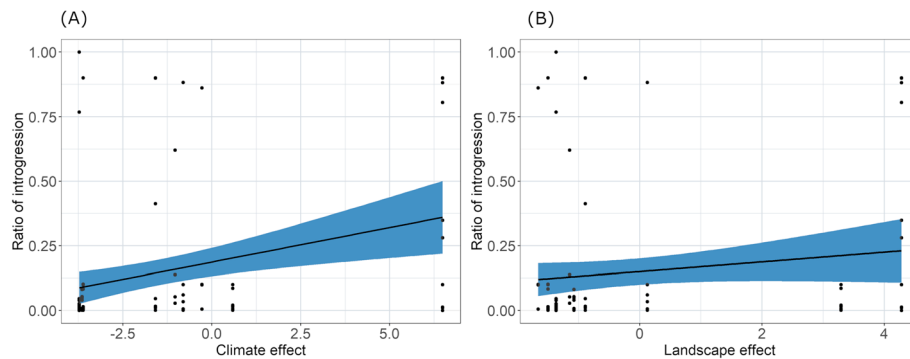 (A)
(B)
Ratio of introgression
1.00
0.75
0.50
0.25
0.00
-2.5
0.0
2.5
5.0
Climate effect
Ratio of introgression
1.00
0.75
0.50
0.25
0.00
0
2
4
Landscape effect